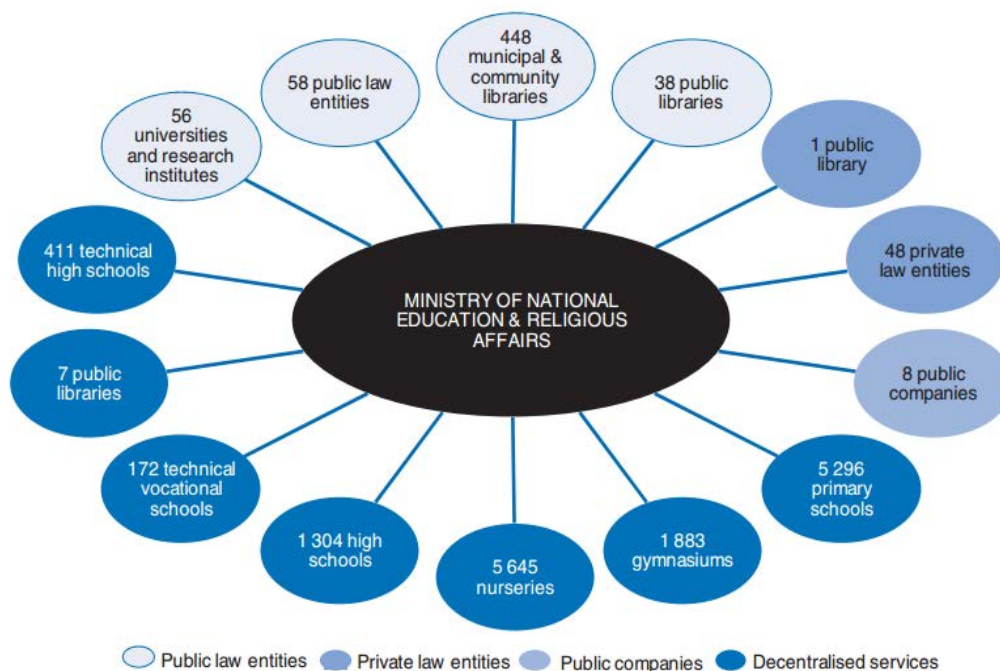 448
municipal &
community
libraries
58 public law
entities
38 public libraries
56
universities
and research
institutes
1 public
library
411 technical
high schools
48 private
law entities
MINISTRY OF NATIONAL
EDUCATION & RELIGIOUS
AFFAIRS
7 public
libraries
8 public
companies
172 technical
vocational
schools
5 296
primary
schools
1 304 high
schools
5 645
nurseries
1 883
gymnasiums
Public law entities
Private law entities
Public companies
Decentralised services